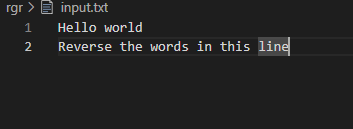 rgr > input.txt
1 Hello world
2 Reverse the words in this line